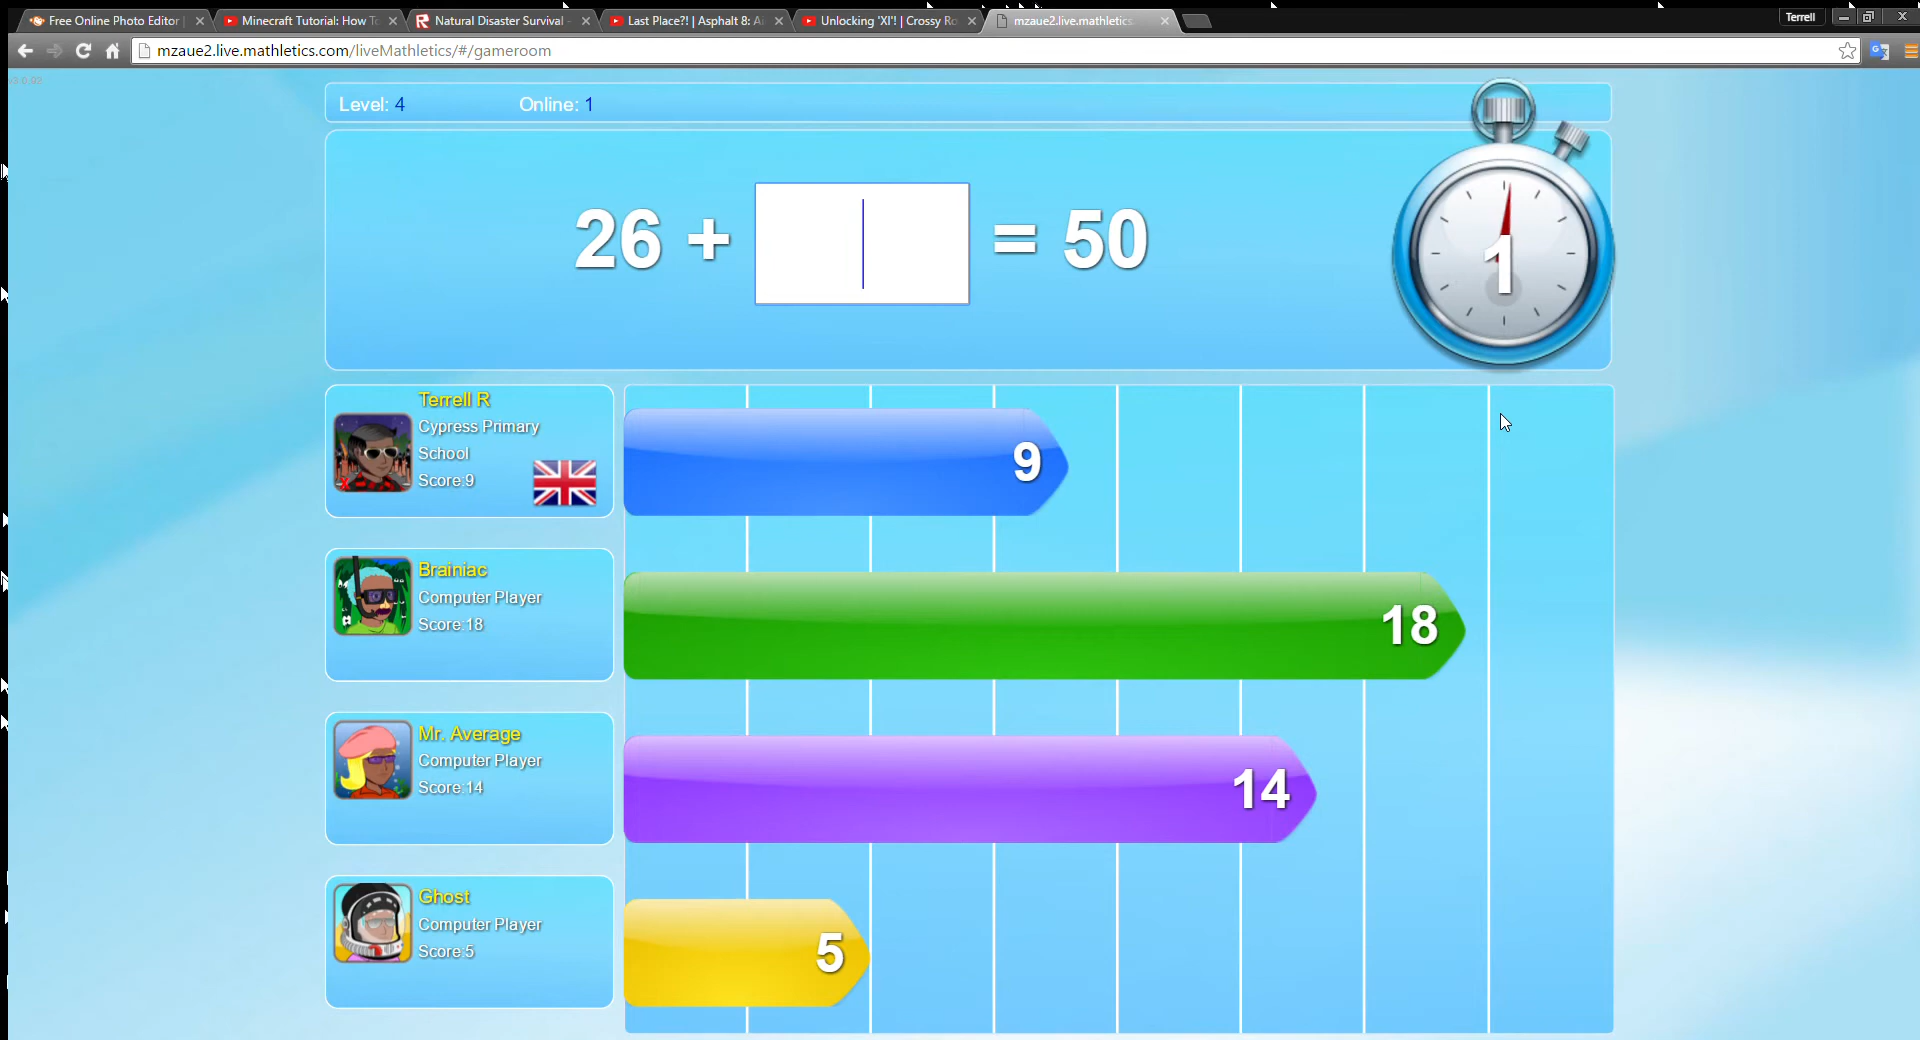 Free Online Photo Editor
Minecraft Tutorial: How To
Natural Disaster Survival -
Last Place?! | Asphalt 8: A
Unlocking 'XI'! | Crossy Ro
mzaue2.live.mathletics.
Terrell
mzaue2.live.mathletics.com/liveMathletics/#/gameroom
Level: 4
Online: 1
26 + = 50
1
Terrell R
Cypress Primary
School
Score:9
9
Brainiac
Computer Player
Score:18
18
Mr. Average
Computer Player
Score:14
14
Ghost
Computer Player
Score:5
5